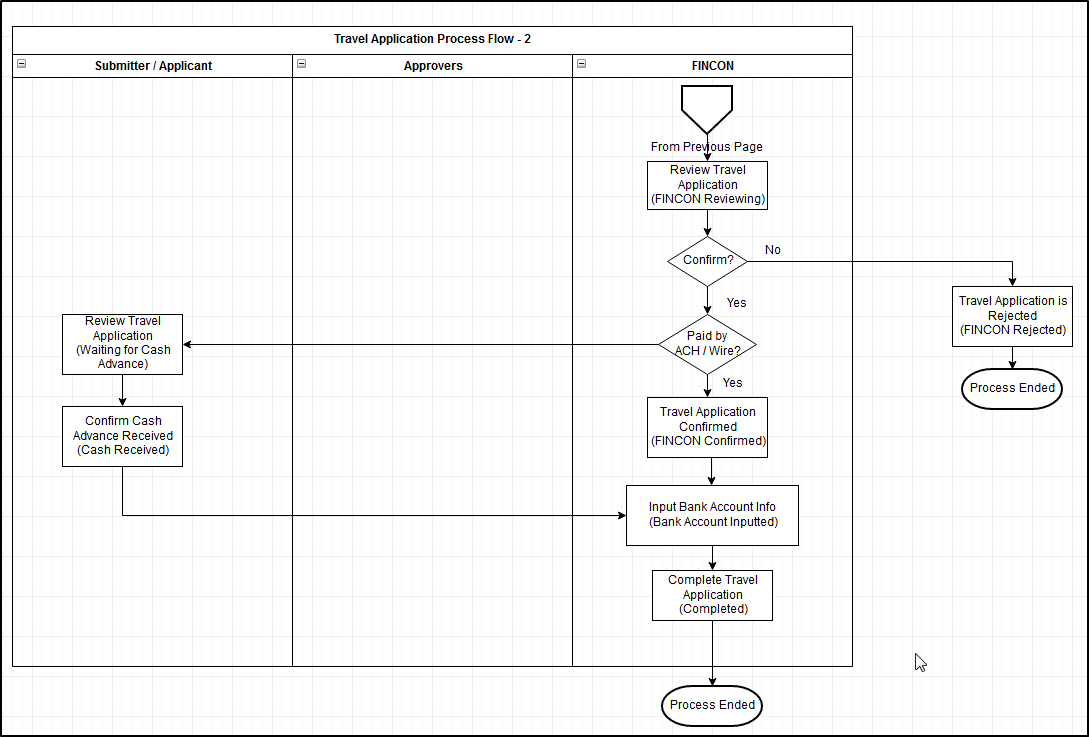 Travel Application Process Flow - 2
Submitter / Applicant
Approvers
FINCON
From Previous Page
Review Travel
Application
(FINCON Reviewing)
Confirm?
No
Yes
Travel Application is
Rejected
(FINCON Rejected)
Process Ended
Paid by
ACH / Wire?
Yes
Review Travel
Application
(Waiting for Cash
Advance)
Confirm Cash
Advance Received
(Cash Received)
Travel Application
Confirmed
(FINCON Confirmed)
Input Bank Account Info
(Bank Account Inputted)
Complete Travel
Application
(Completed)
Process Ended